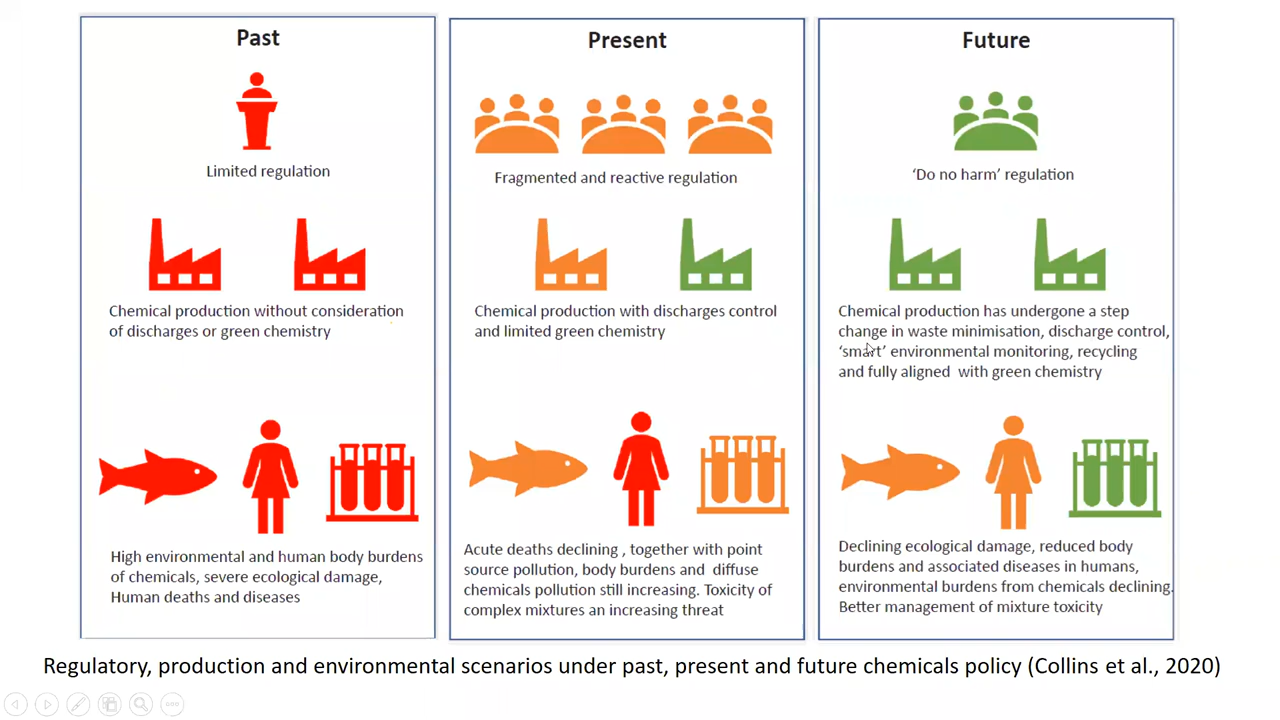 Past
Limited regulation
Chemical production without consideration
of discharges or green chemistry
High environmental and human body burdens
of chemicals, severe ecological damage,
Human deaths and diseases
Present
Fragmented and reactive regulation
Chemical production with discharges control
and limited green chemistry
Acute deaths declining , together with point
source pollution, body burdens and diffuse
chemicals pollution still increasing. Toxicity of
complex mixtures an increasing threat
Future
‘Do no harm’ regulation
Chemical production has undergone a step
change in waste minimisation, discharge control,
‘smart’ environmental monitoring, recycling
and fully aligned with green chemistry
Declining ecological damage, reduced body
burdens and associated diseases in humans,
environmental burdens from chemicals declining.
Better management of mixture toxicity
Regulatory, production and environmental scenarios under past, present and future chemicals policy (Collins et al., 2020)